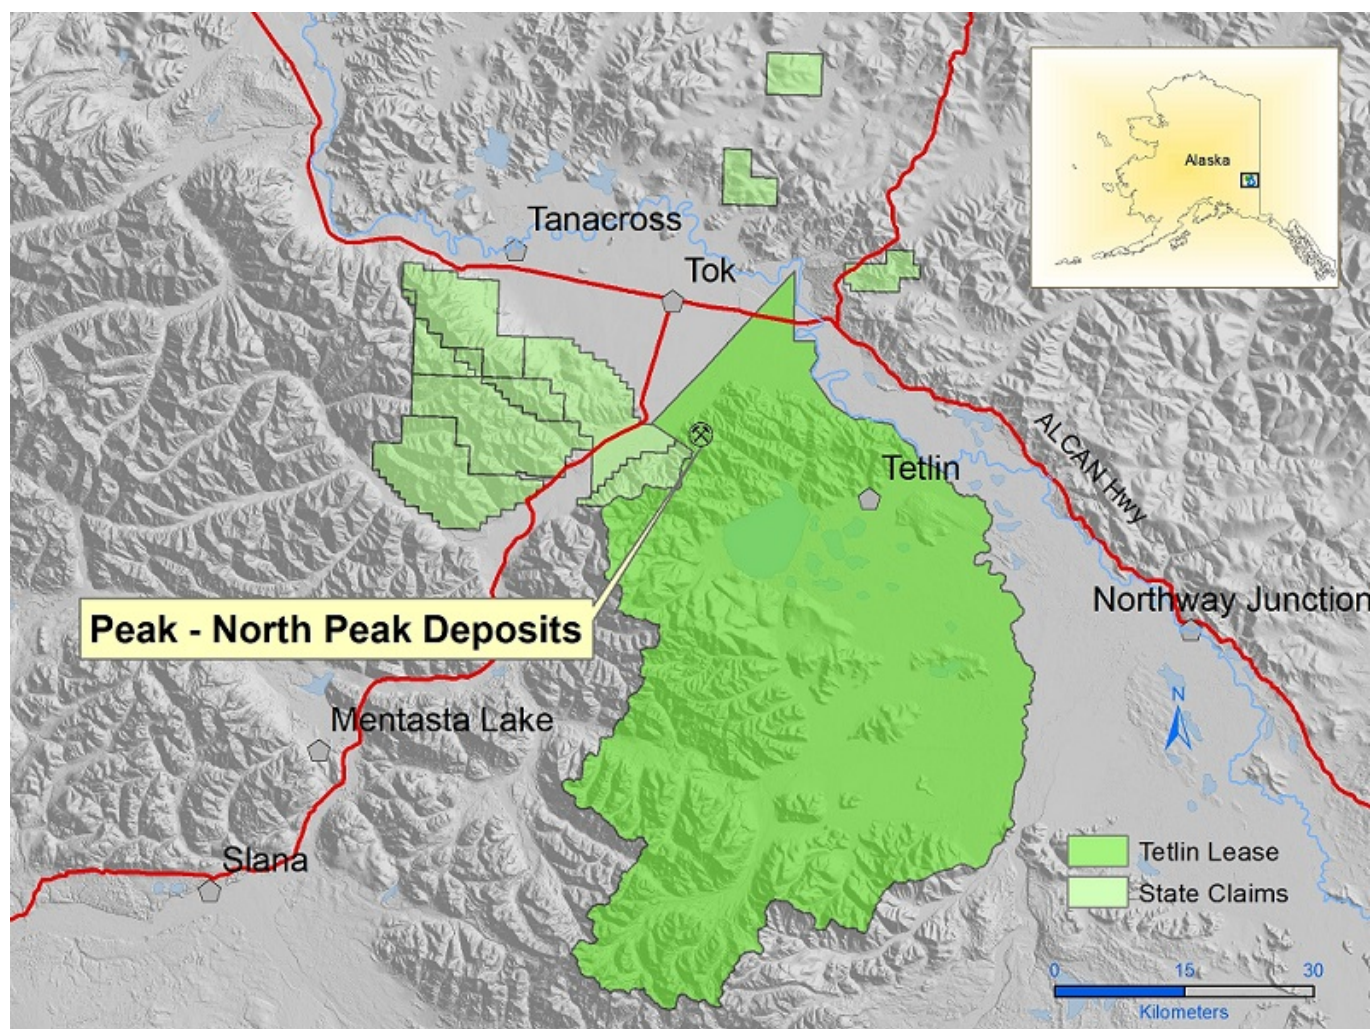 Alaska
Tanacross
Tok
ALCAN Hwy
Tetlin
Northway Junction
Peak - North Peak Deposits
N
Mentasta Lake
Slana
Tetlin Lease
State Claims
0 15 30
Kilometers